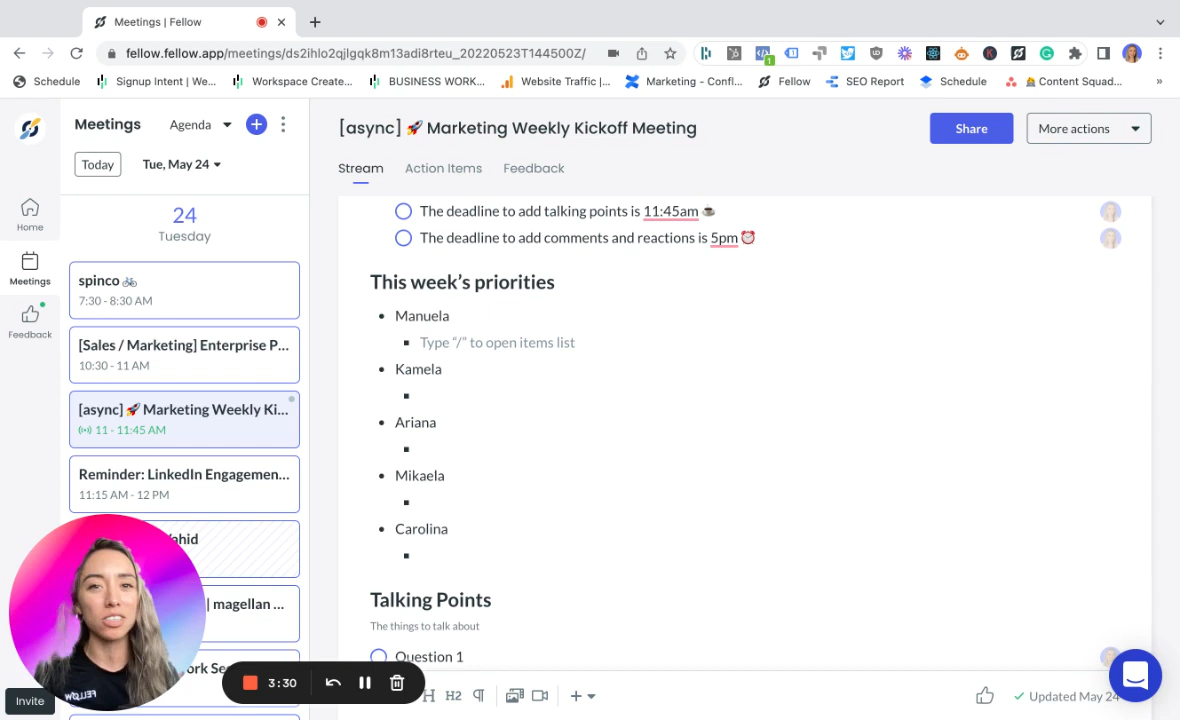 Meetings | Fellow
fellow.fellow.app/meetings/ds2ihlo2qjlgqk8m13adi8rteu_20220523T144500Z/
1
Schedule
Signup Intent | We...
Workspace Create...
BUSINESS WORK...
Website Traffic |...
Marketing - Confl...
Fellow
SEO Report
Schedule
Content Squad...
»
Meetings
Agenda
Today
Tue, May 24
24
Tuesday
Home
Meetings
Feedback
spinco
7:30 - 8:30 AM
[Sales / Marketing] Enterprise P...
10:30 - 11 AM
[async] 🚀 Marketing Weekly Ki...
11 - 11:45 AM
Reminder: LinkedIn Engagemen...
11:15 AM - 12 PM
| magellan ...
Invite
[async] 🚀 Marketing Weekly Kickoff Meeting
Share
More actions
Stream
Action Items
Feedback
The deadline to add talking points is 11:45am ☕
The deadline to add comments and reactions is 5pm ⏰
This week’s priorities
Manuela
Type “/” to open items list
Kamela
Ariana
Mikaela
Carolina
Talking Points
The things to talk about
Question 1
3:30
H
H2
Updated May 24
FELLOW